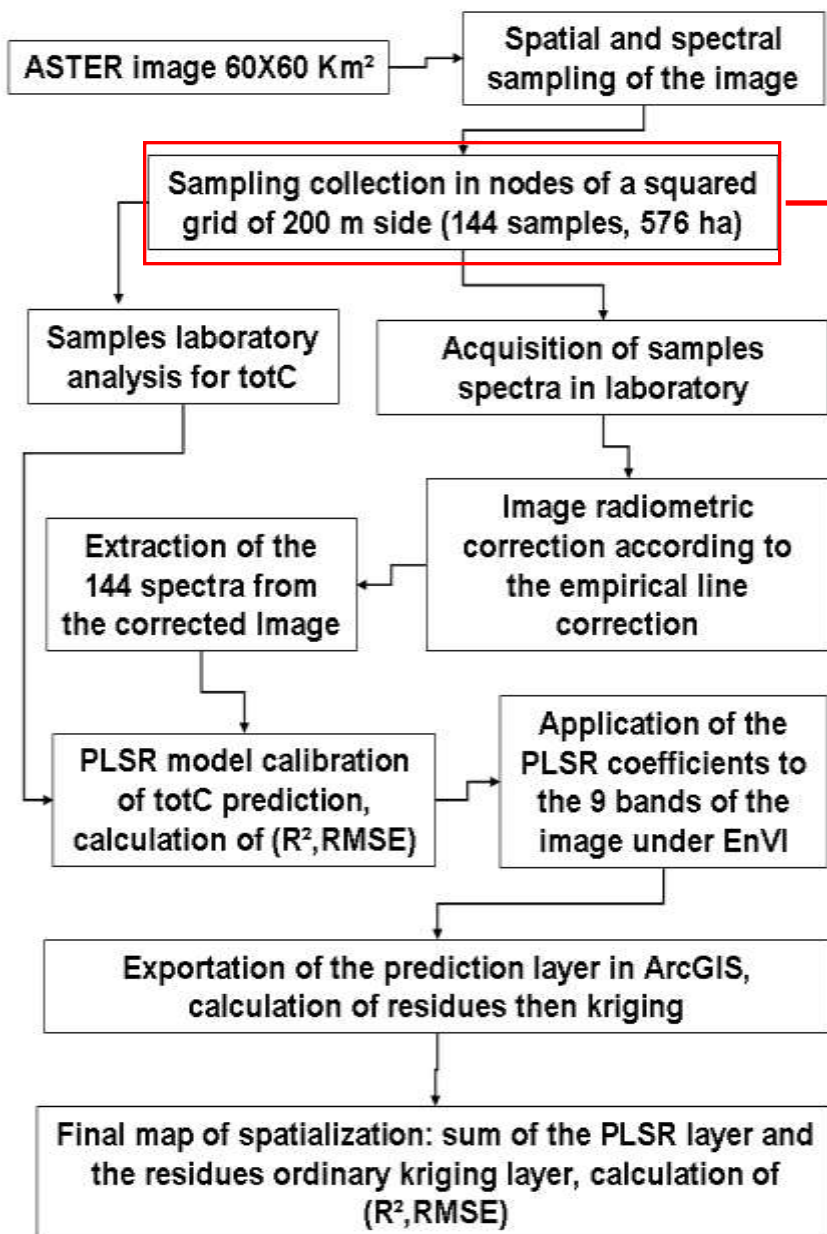 ASTER image 60X60 Km²
Spatial and spectral
sampling of the image
Sampling collection in nodes of a squared
grid of 200 m side (144 samples, 576 ha)
Samples laboratory
analysis for totC
Acquisition of samples
spectra in laboratory
Image radiometric
correction according to
the empirical line
correction
Extraction of the
144 spectra from
the corrected Image
PLSR model calibration
of totC prediction,
calculation of (R²,RMSE)
Application of the
PLSR coefficients to
the 9 bands of the
image under EnVI
Exportation of the prediction layer in ArcGIS,
calculation of residues then kriging
Final map of spatialization: sum of the PLSR layer and
the residues ordinary kriging layer, calculation of
(R²,RMSE)